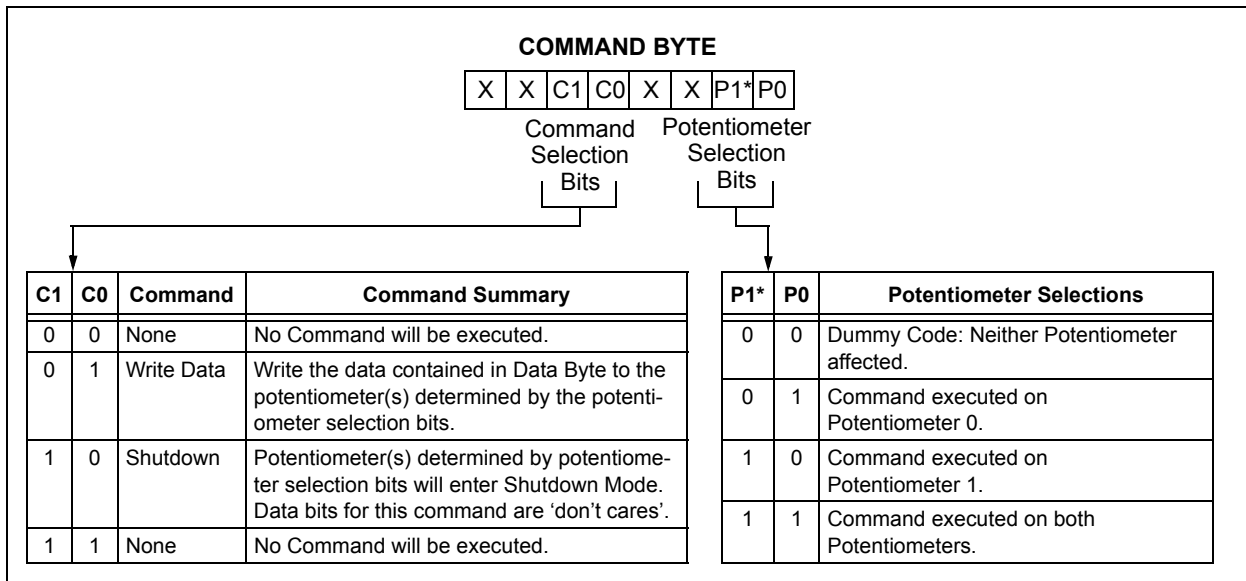 COMMAND BYTE
X X C1 C0 X X P1* P0
Command
Selection
Bits
Potentiometer
Selection
Bits
C1 C0 Command Command Summary
0 0 None No Command will be executed.
0 1 Write Data Write the data contained in Data Byte to the
potentiometer(s) determined by the potenti-
ometer selection bits.
1 0 Shutdown Potentiometer(s) determined by potentiome-
ter selection bits will enter Shutdown Mode.
Data bits for this command are 'don't cares'.
1 1 None No Command will be executed.
P1* P0 Potentiometer Selections
0 0 Dummy Code: Neither Potentiometer
affected.
0 1 Command executed on
Potentiometer 0.
1 0 Command executed on
Potentiometer 1.
1 1 Command executed on both
Potentiometers.